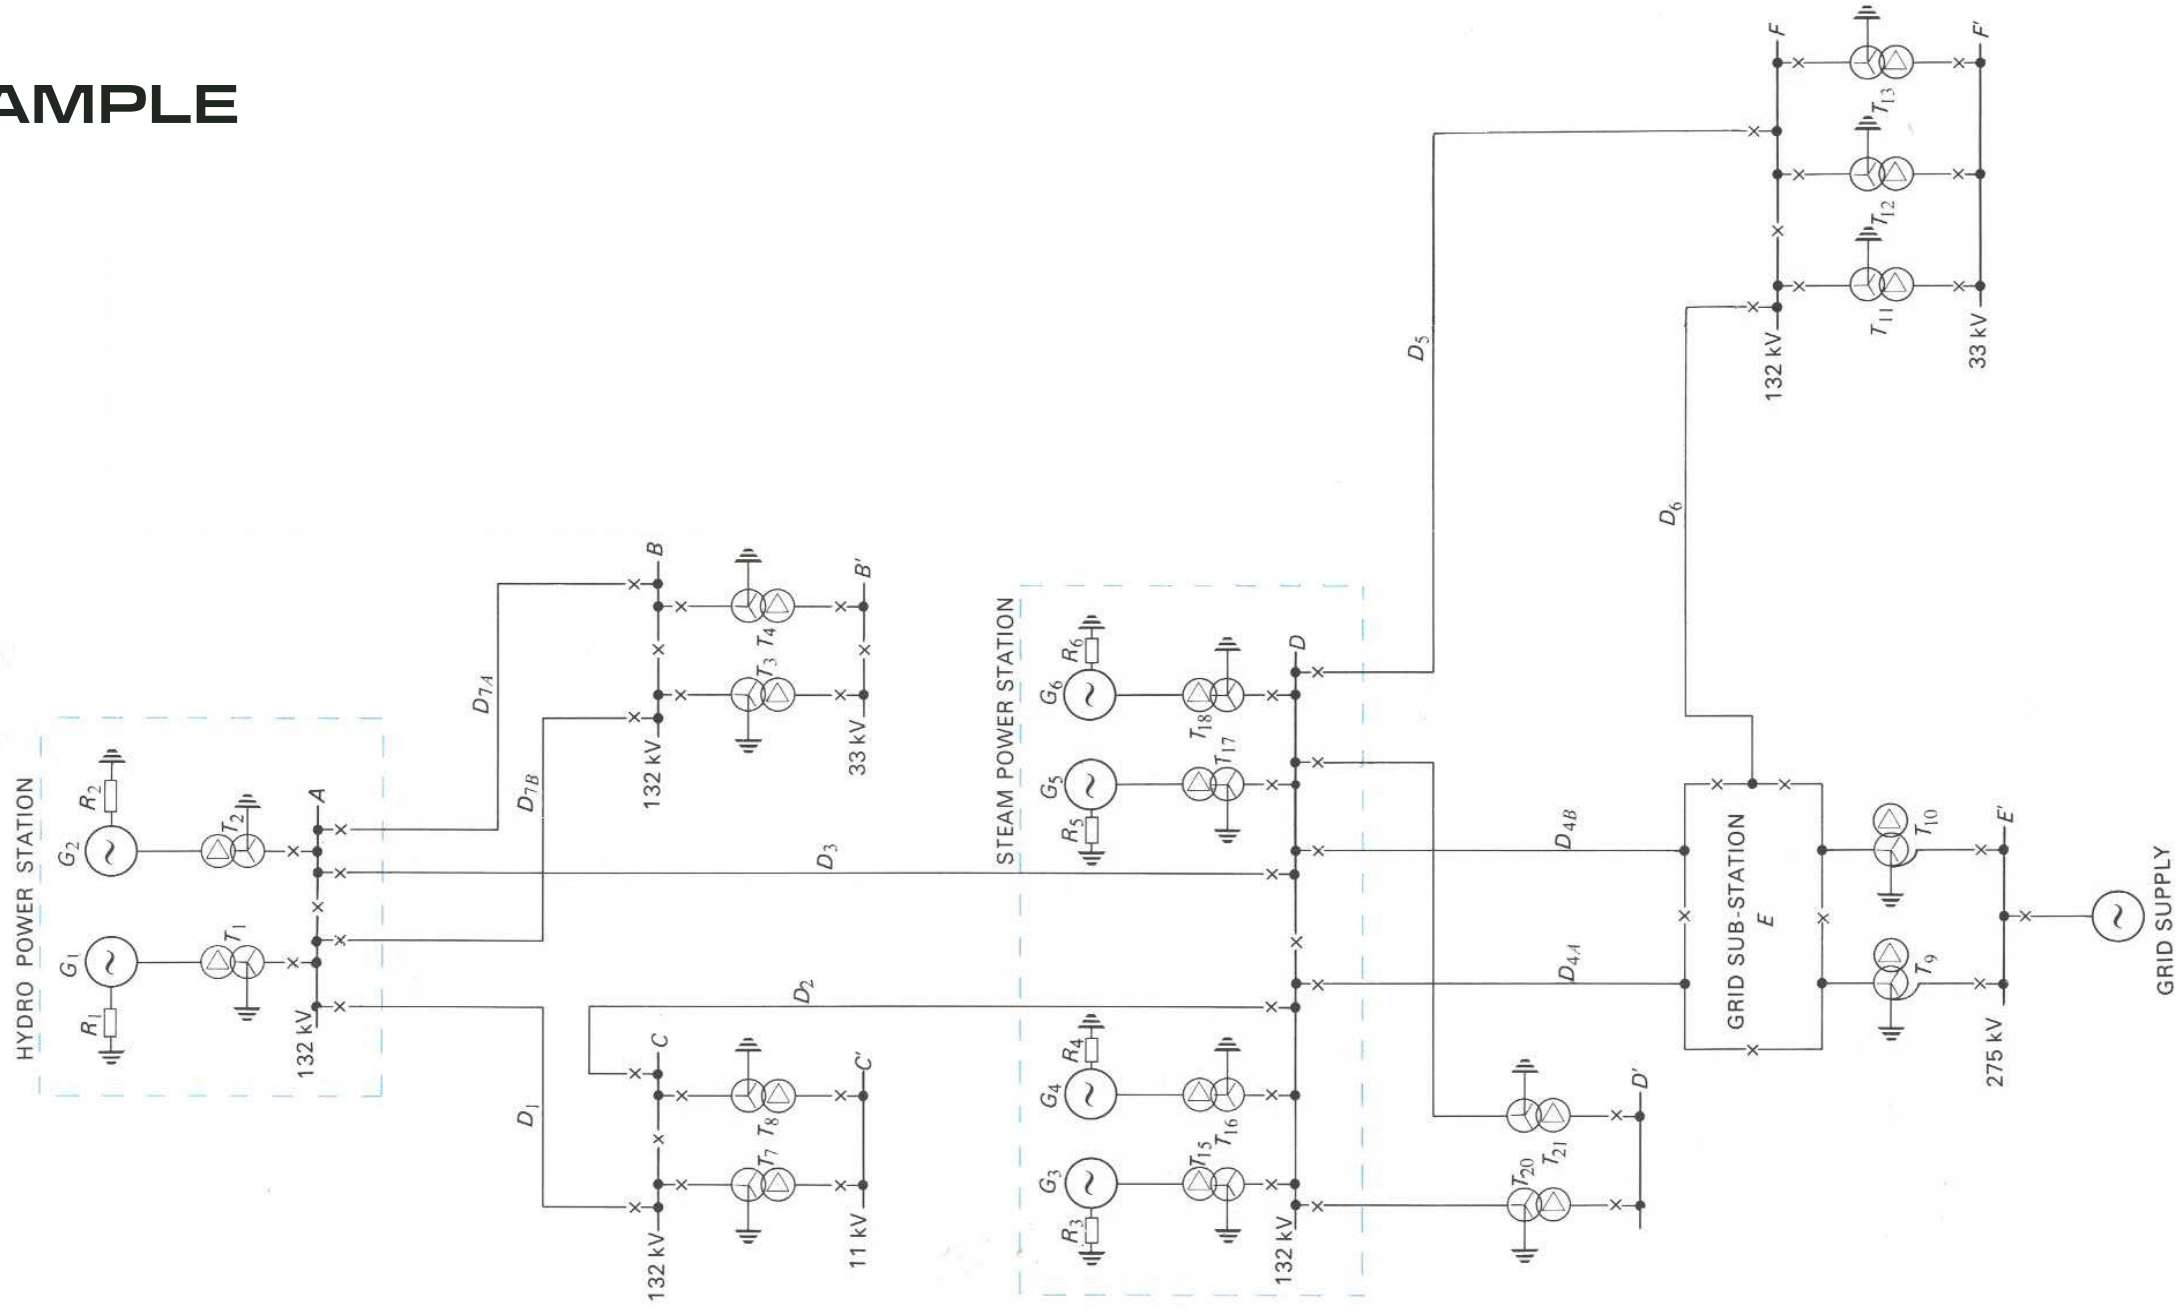 AMPLE
HYDRO POWER STATION
G1
R1
G2
R2
T1
T2
132 kV
A
D1
D2
D3
D7A
D7B
132 kV
B
T3
T4
33 kV
B'
132 kV
C
T7
T8
11 kV
C'
STEAM POWER STATION
G3
R3
G4
R4
G5
R5
G6
R6
T15
T16
T17
T18
132 kV
D
D4A
D4B
D5
D6
T20
T21
D'
GRID SUB-STATION
E
T9
T10
275 kV
E'
GRID SUPPLY
132 kV
F
T11
T12
T13
33 kV
F'